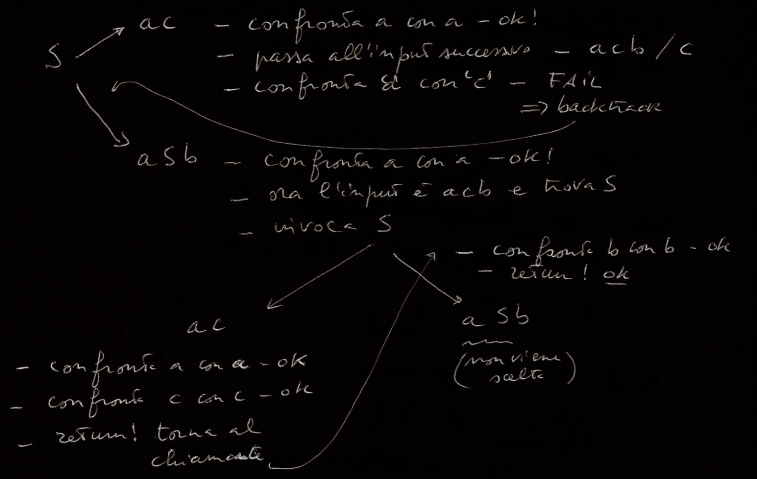 S
ac - confronta a con a - ok!
- passa all'input successivo - acb / c
- confronta a con 'c' - FAIL
=> backtrack
aSb - confronta a con a - ok!
- ora l'input è acb e trova S
- invoca S
- confronta b con b - ok
- return! ok
ac
- confronta a con a - ok
- confronta c con c - ok
- return! torna al
chiamante
a Sb
(non viene
scelta)